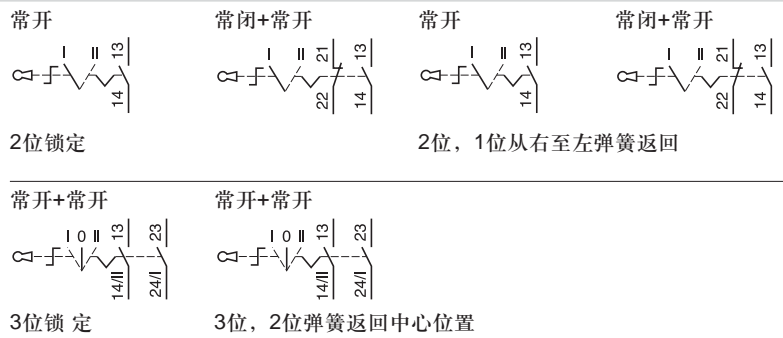 常开 常闭+常开 常开 常闭+常开
I II 13 I II 21 13 I II 13 I II 21 13
14 22 14 14 22 14
2位锁定 2位，1位从右至左弹簧返回
常开+常开 常开+常开
I 0 II 13 23 I 0 II 13 23
14/II 24/I 14/II 24/I
3位锁 定 3位，2位弹簧返回中心位置